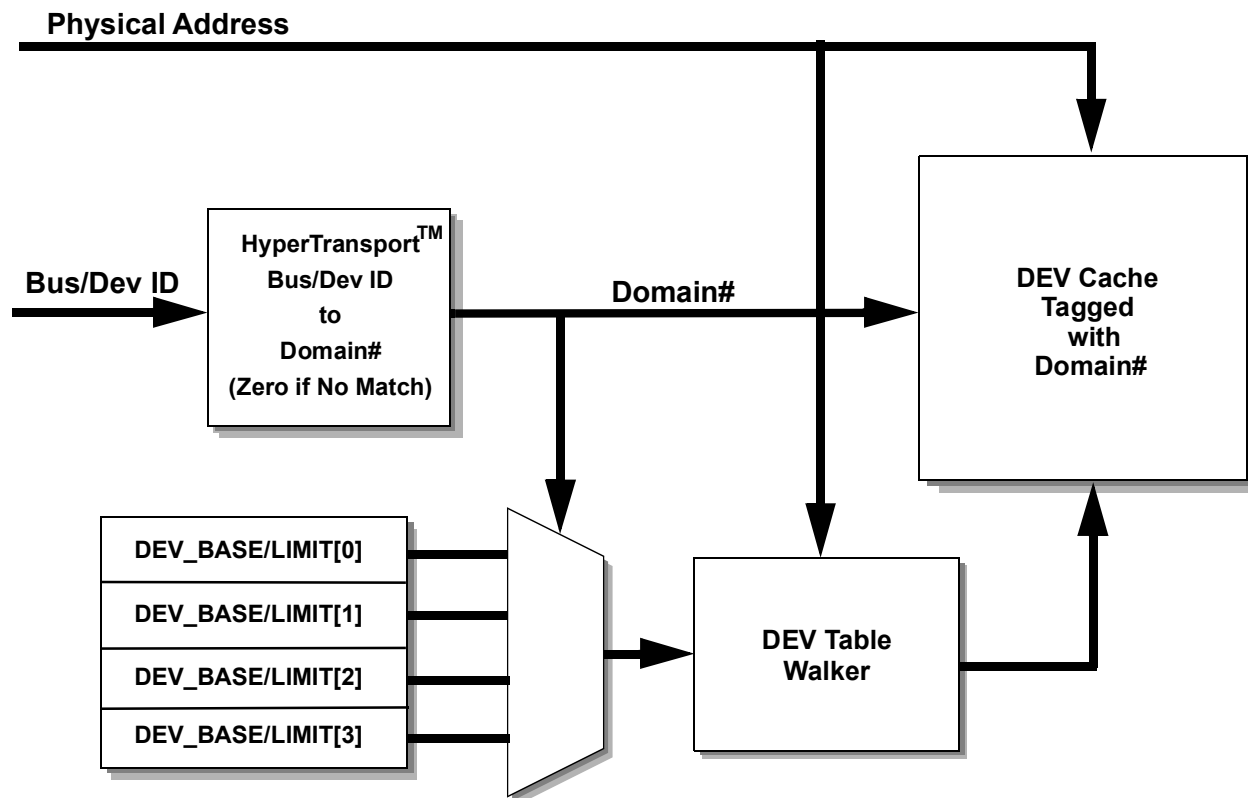 Physical Address
Bus/Dev ID
HyperTransport™
Bus/Dev ID
to
Domain#
(Zero if No Match)
Domain#
DEV Cache
Tagged
with
Domain#
DEV_BASE/LIMIT[0]
DEV_BASE/LIMIT[1]
DEV_BASE/LIMIT[2]
DEV_BASE/LIMIT[3]
DEV Table
Walker